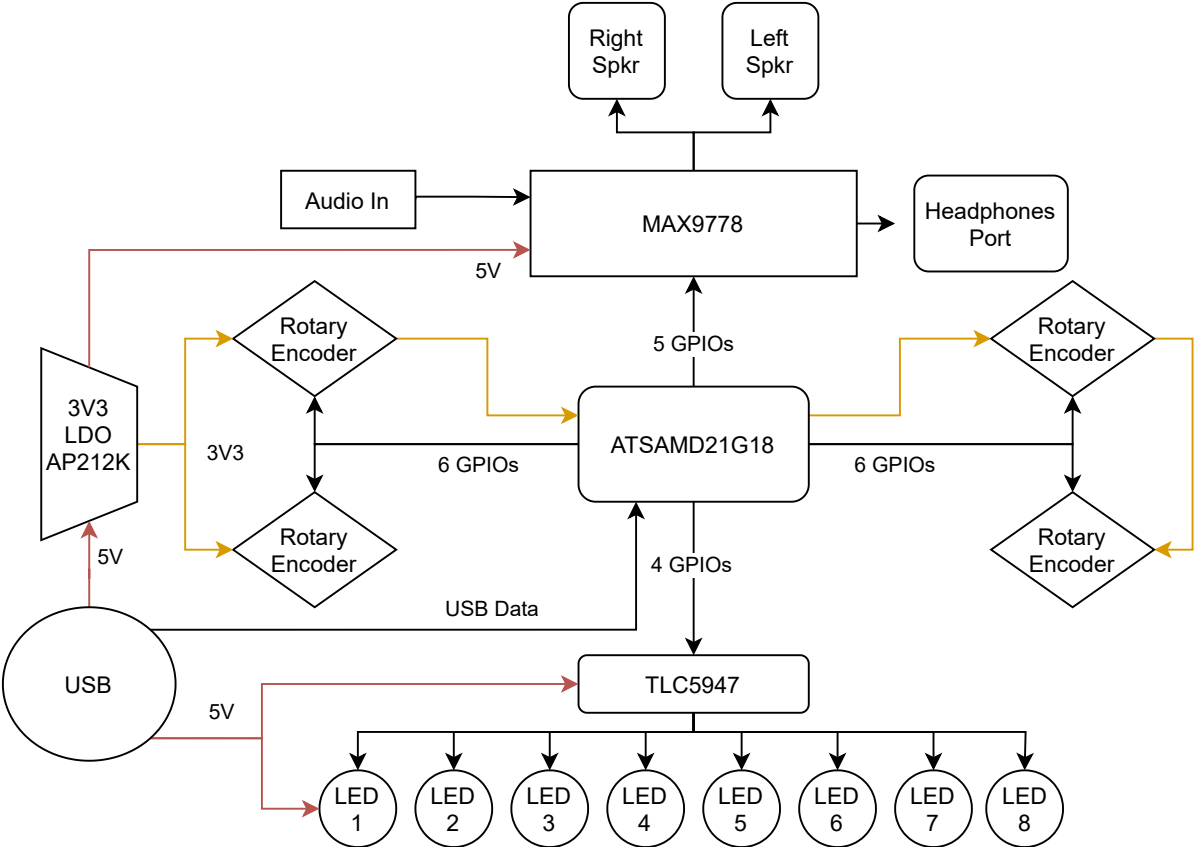 Right
Spkr
Left
Spkr
Audio In
MAX9778
Headphones
Port
5V
Rotary
Encoder
5 GPIOs
Rotary
Encoder
3V3
LDO
AP212K
3V3
ATSAMD21G18
6 GPIOs
6 GPIOs
Rotary
Encoder
Rotary
Encoder
5V
4 GPIOs
USB Data
USB
TLC5947
5V
LED
1
LED
2
LED
3
LED
4
LED
5
LED
6
LED
7
LED
8